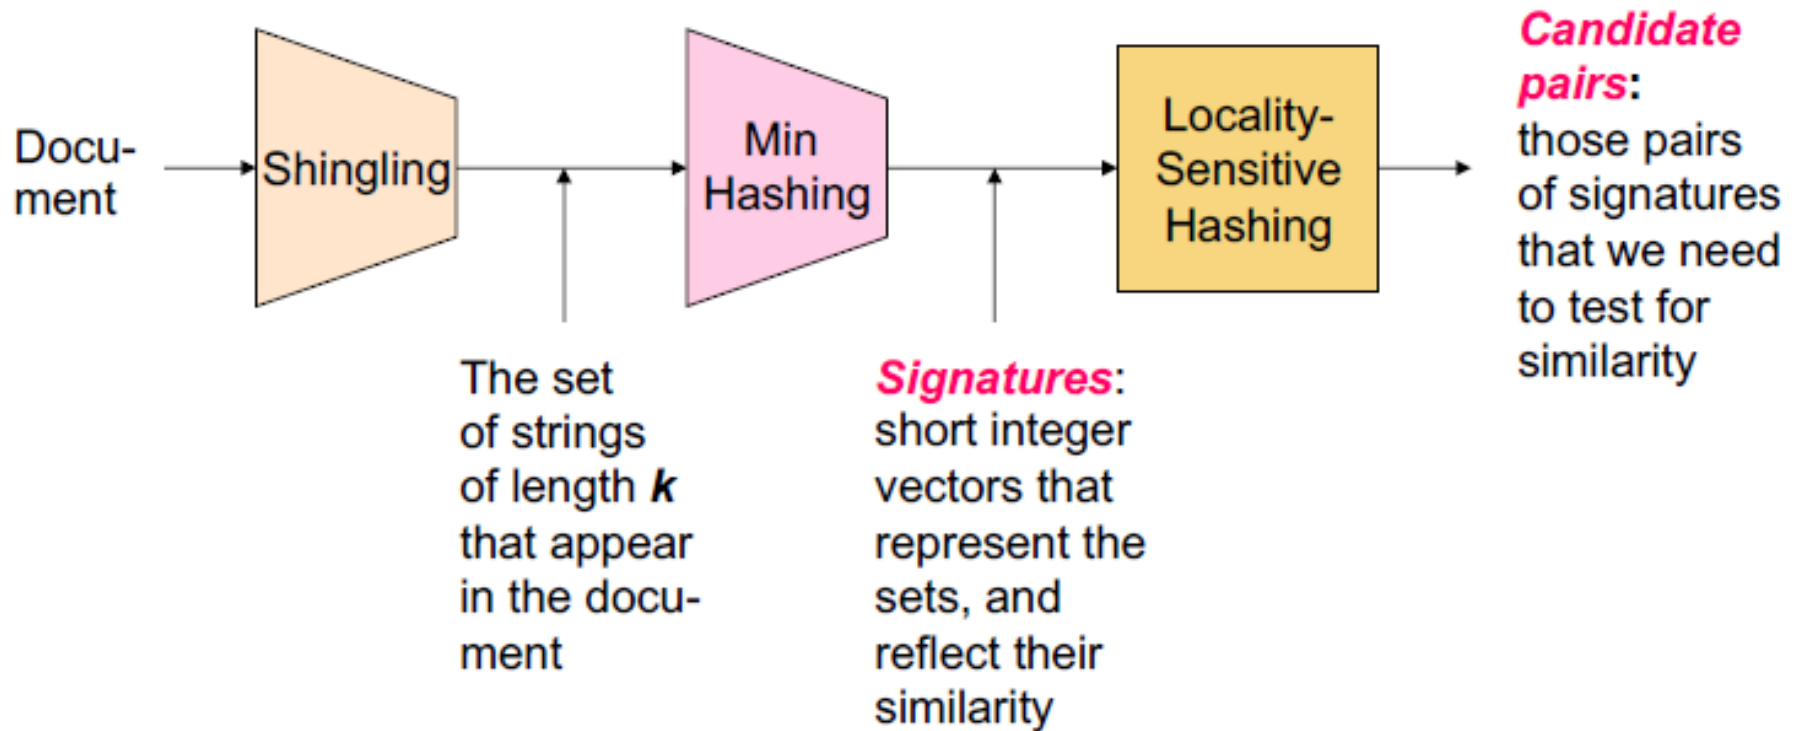 Docu-
ment
Shingling
Min
Hashing
Locality-
Sensitive
Hashing
Candidate
pairs:
those pairs
of signatures
that we need
to test for
similarity
The set
of strings
of length k
that appear
in the docu-
ment
Signatures:
short integer
vectors that
represent the
sets, and
reflect their
similarity